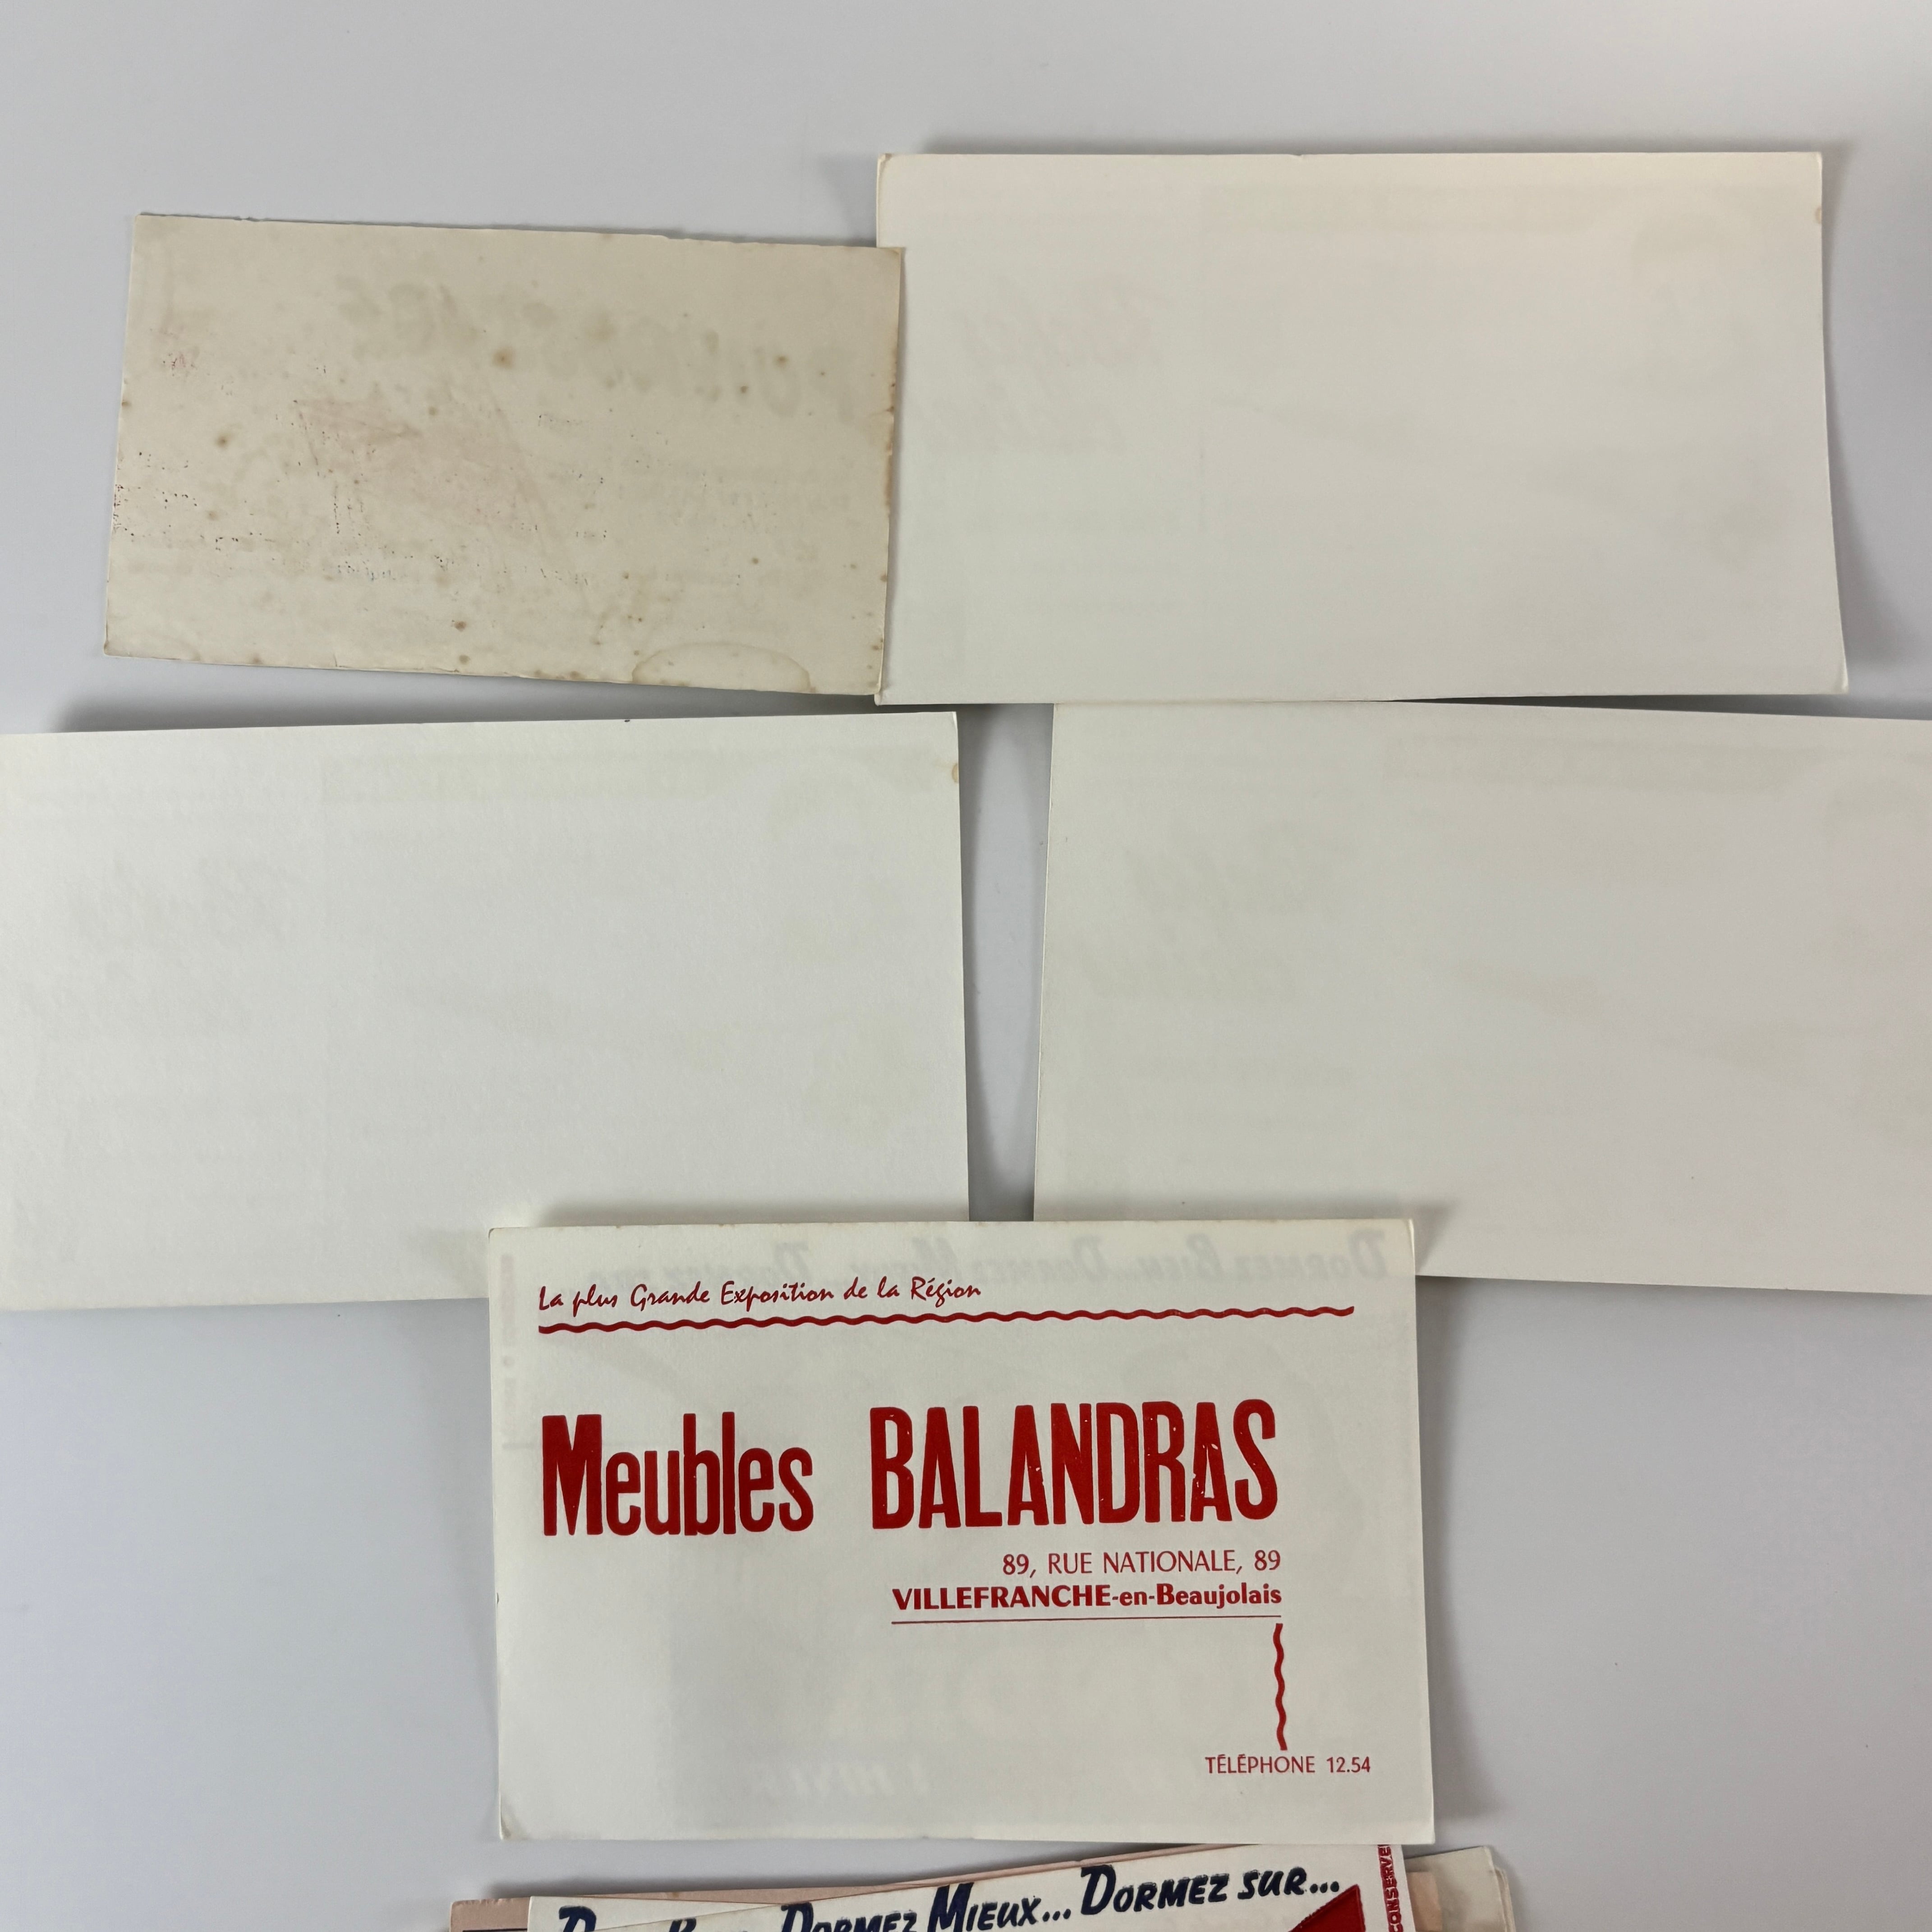 La plus Grande Exposition de la Région
Meubles BALANDRAS
89, RUE NATIONALE, 89
VILLEFRANCHE-en-Beaujolais
TÉLÉPHONE 12.54
DORMEZ MIEUX... DORMEZ SUR...
CONSERVE